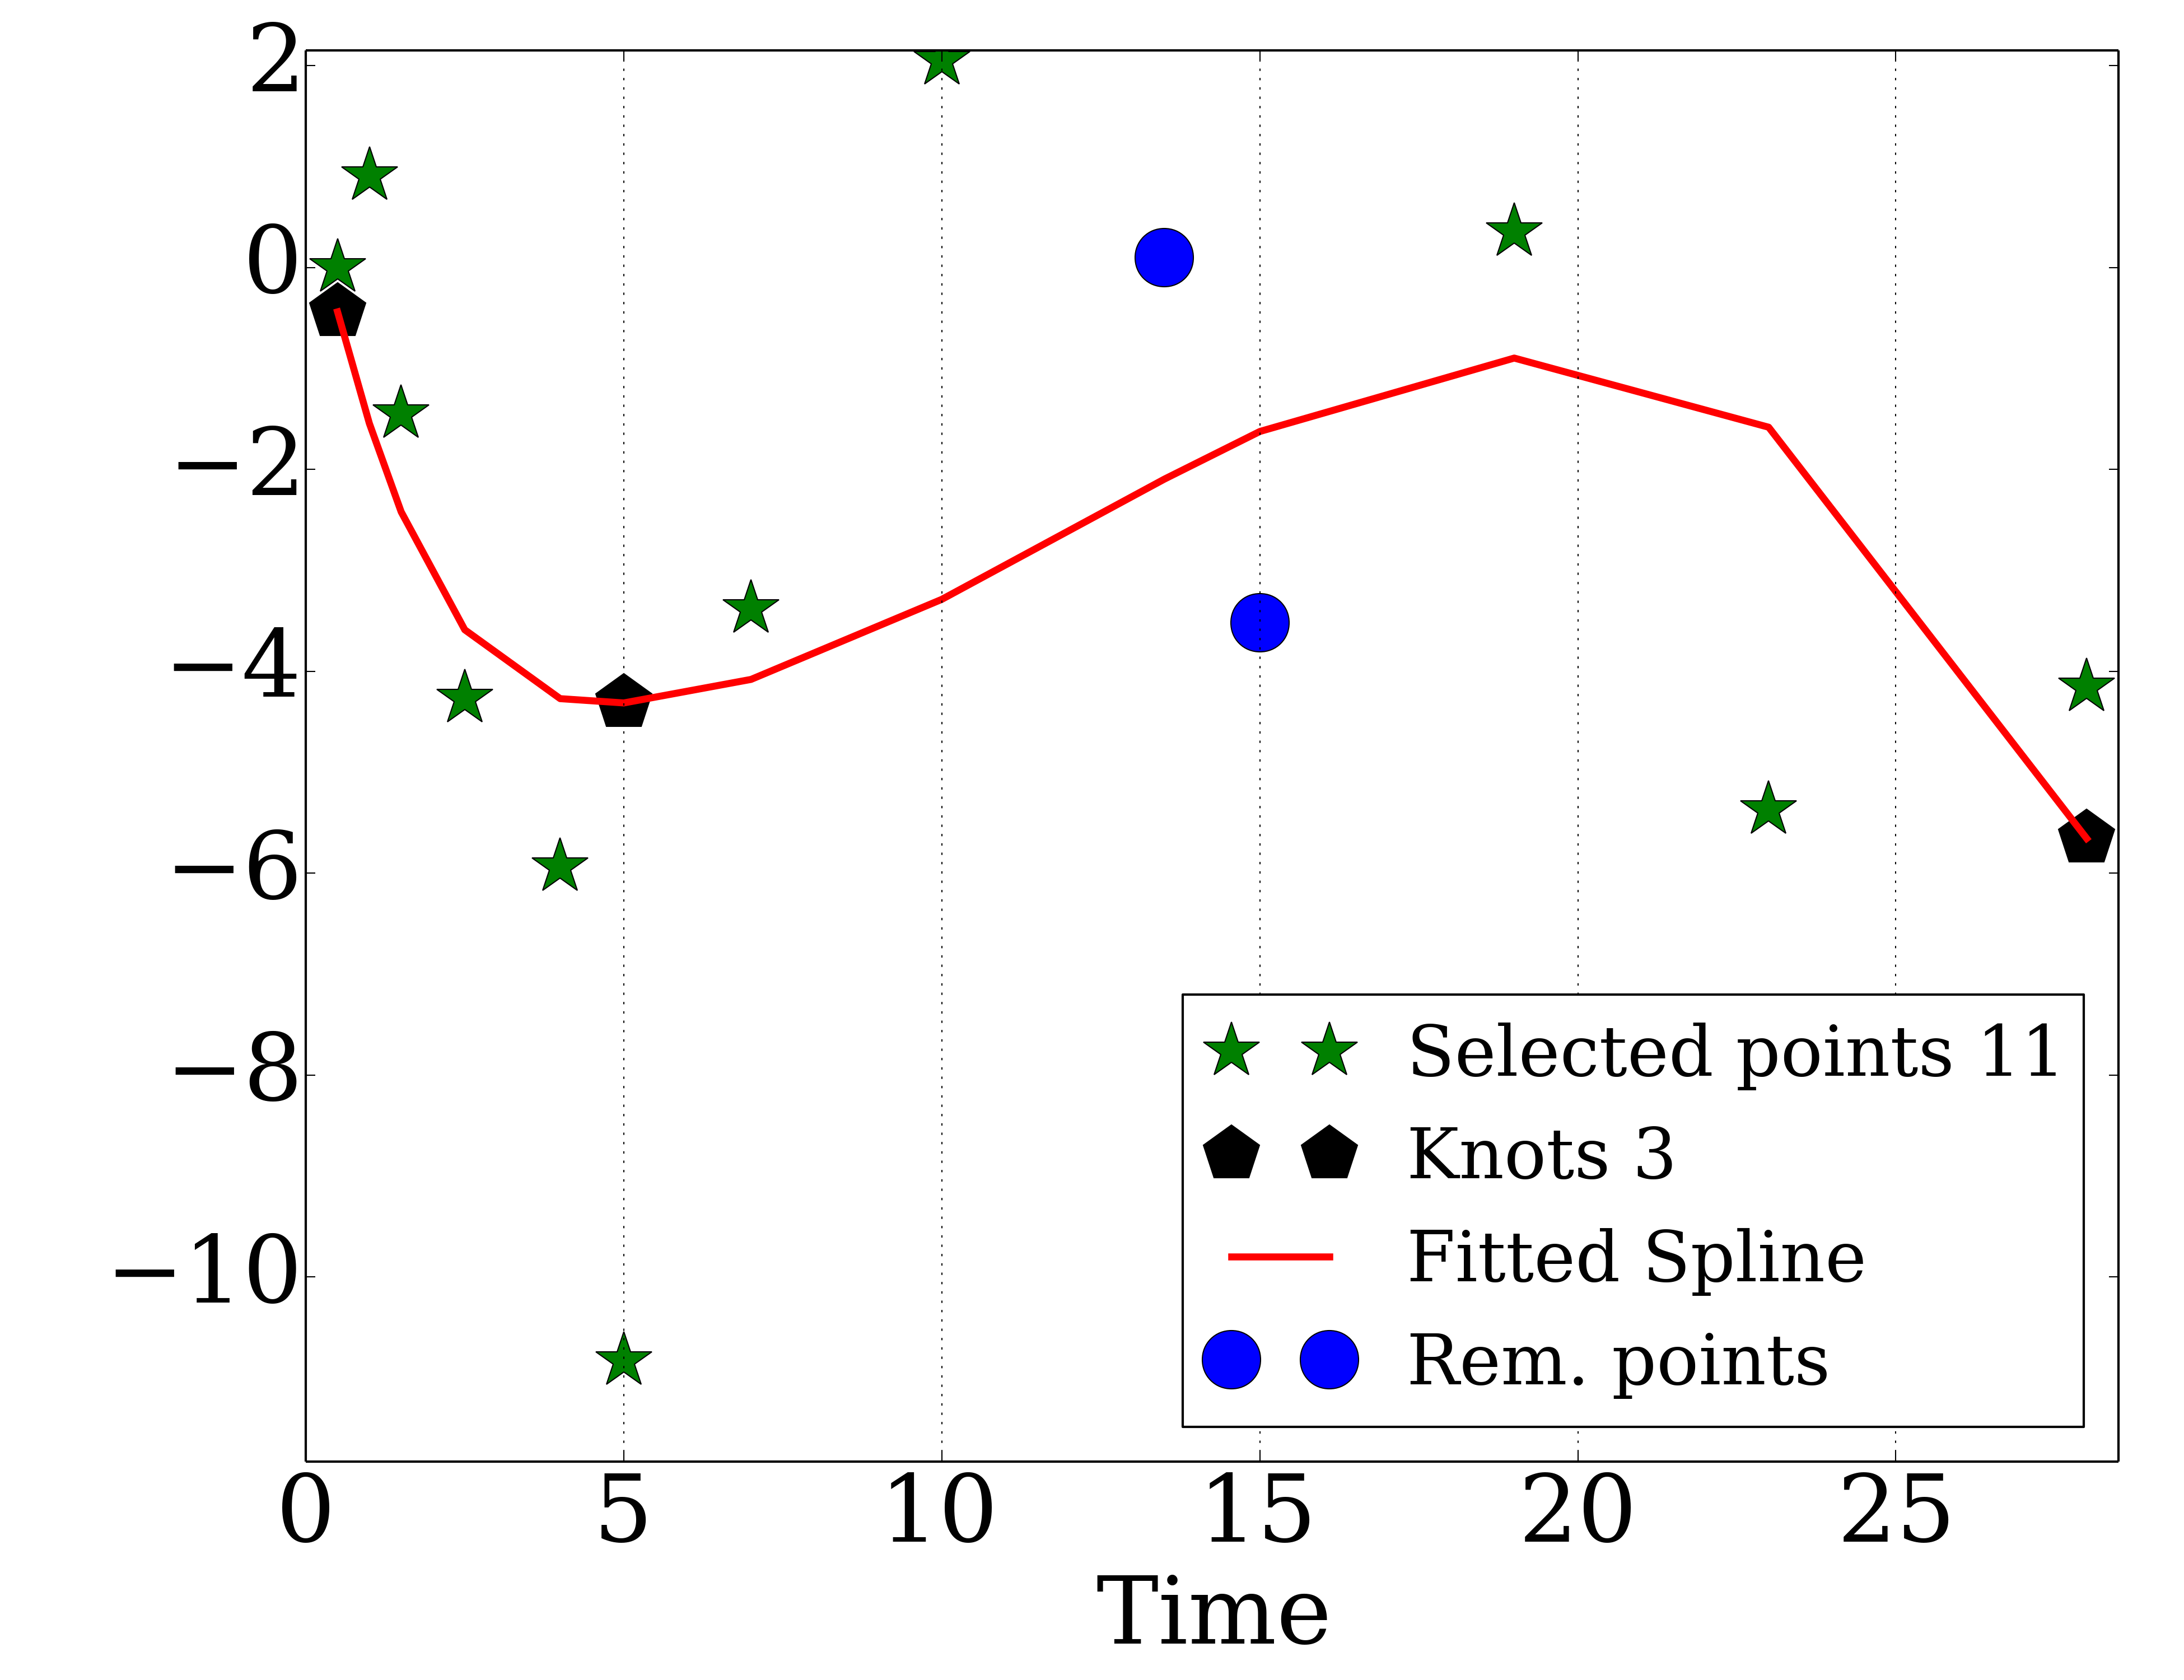 2
0
−2
−4
−6
−8
−10
0 5 10 15 20 25
Time
Selected points 11
Knots 3
Fitted Spline
Rem. points